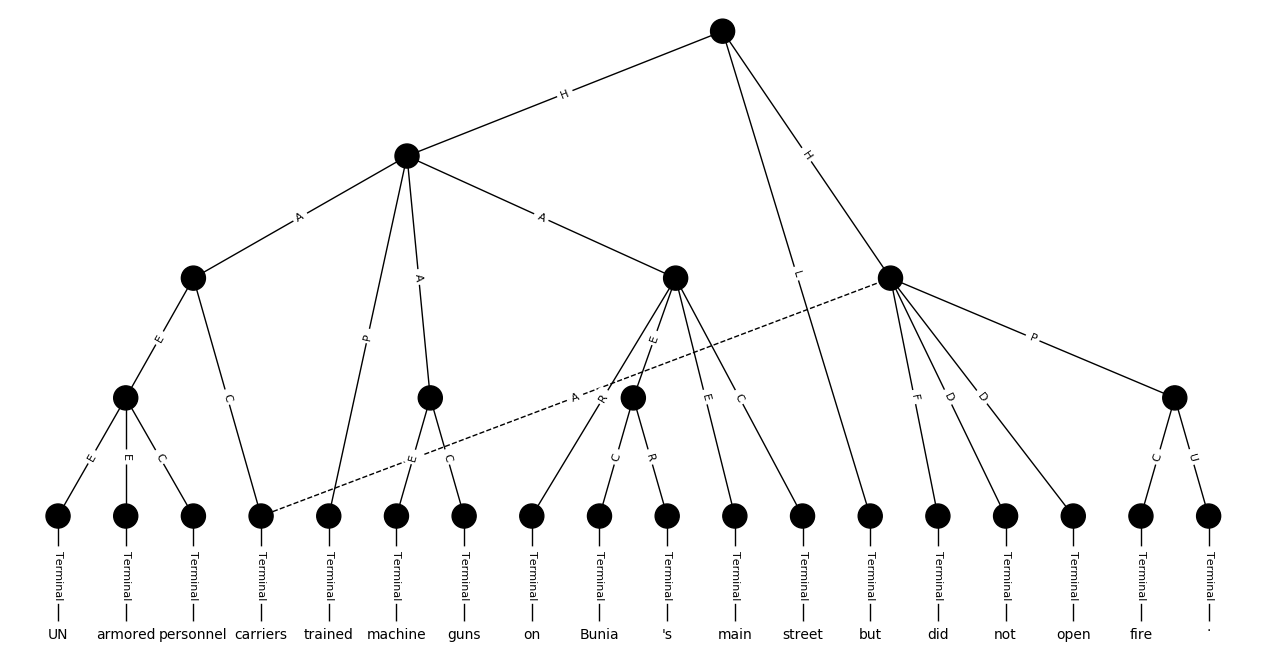 H
H
A
A
L
E
C
P
A
E
R
E
E
C
A
F
D
D
P
E
E
C
E
C
C
R
C
U
Terminal Terminal Terminal Terminal Terminal Terminal Terminal Terminal Terminal Terminal Terminal Terminal Terminal Terminal Terminal Terminal Terminal Terminal
UN armored personnel carriers trained machine guns on Bunia 's main street but did not open fire .